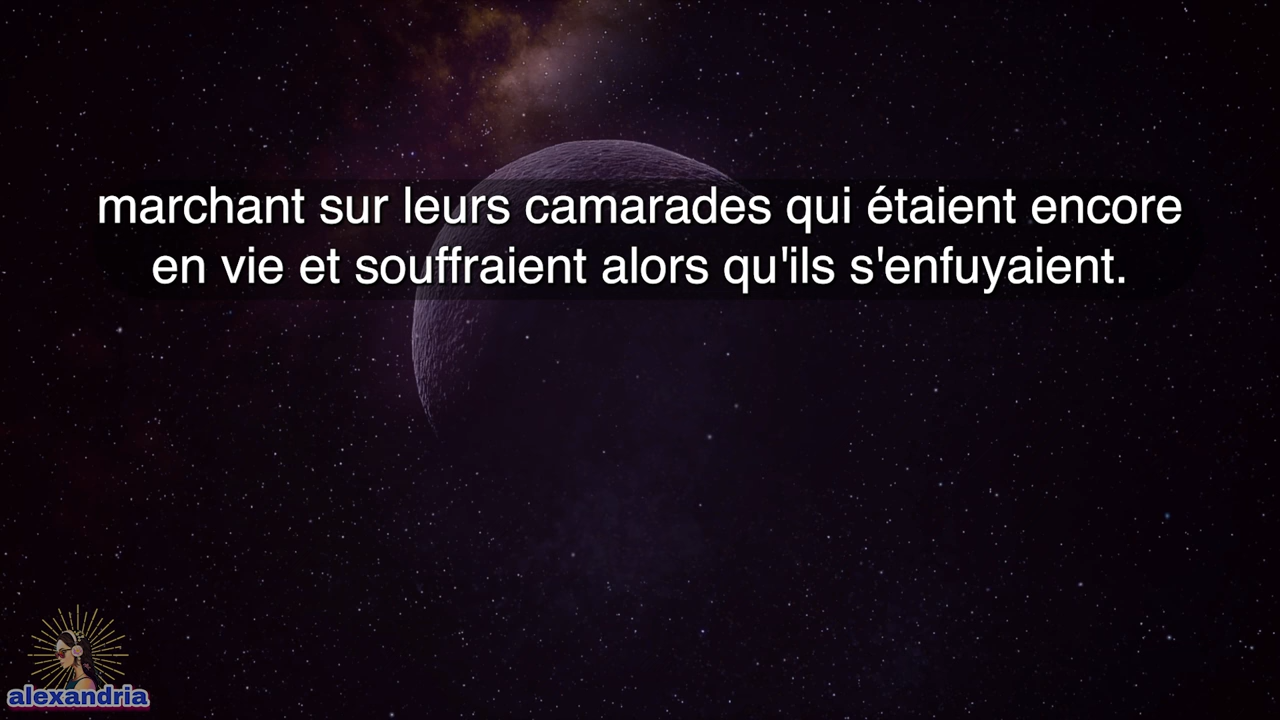 marchant sur leurs camarades qui étaient encore
en vie et souffraient alors qu'ils s'enfuyaient.
alexandria